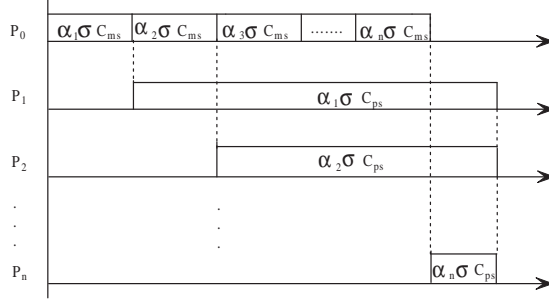 P₀ α₁σ Cₘₛ α₂σ Cₘₛ α₃σ Cₘₛ ....... αₙσ Cₘₛ
P₁ α₁σ Cₚₛ
P₂ α₂σ Cₚₛ
. .
. .
. .
Pₙ αₙσ Cₚₛ